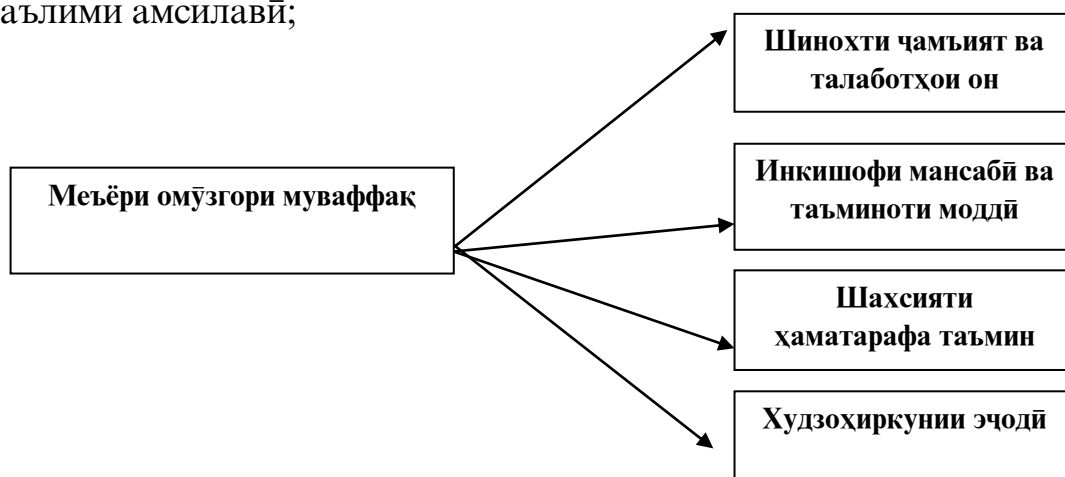 аълими амсилавӣ;
Шинохти ҷамъият ва
талаботҳои он
Меъёри омӯзгори муваффақ
Инкишофи мансабӣ ва
таъминоти моддӣ
Шахсияти
ҳаматарафа таъмин
Худзоҳиркунии эҷодӣ